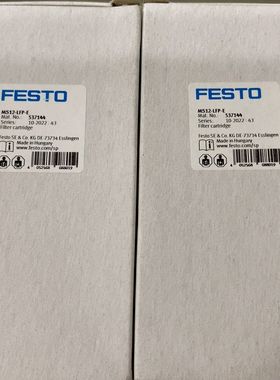 FESTO
MS12-LFP-E
Mat. No.: 537144
Series: 10-2022 43
Filter cartridge
Festo SE & Co. KG DE-73734 Esslingen
Made in Hungary
www.festo.com/sp
FESTO
MS12-LFP-E
Mat. No.: 537144
Series: 10-2022 43
Filter cartridge
Festo SE & Co. KG DE-73734 Esslingen
Made in Hungary
www.festo.com/sp